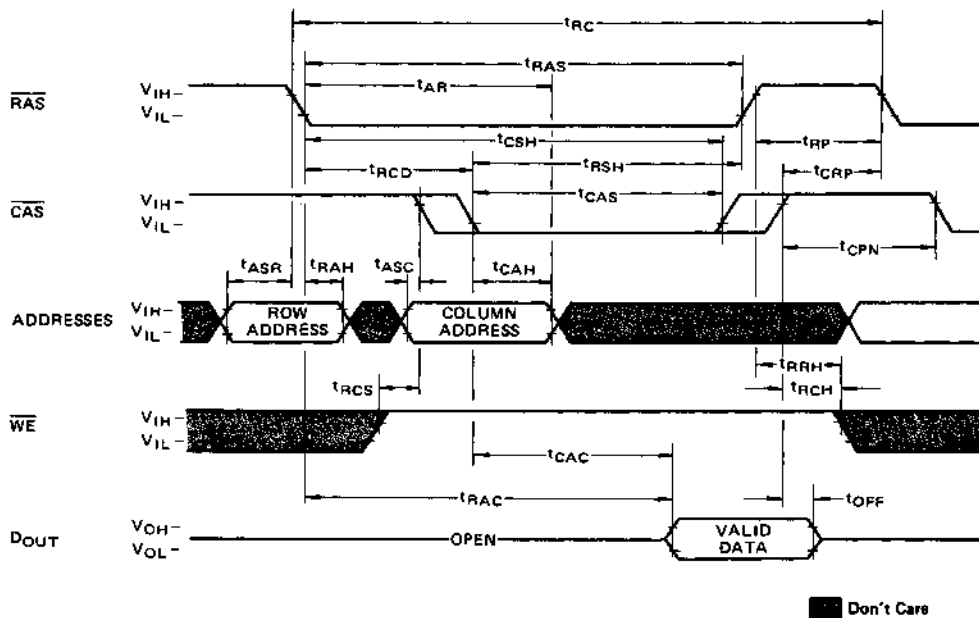 tRC
tRAS
tAR
RAS
VIH–
VIL–
tCSH
tRP
tRCD
tRSH
tCRP
CAS
VIH–
VIL–
tCAS
tCPN
tASR
tRAH
tASC
tCAH
ADDRESSES
VIH–
VIL–
ROW
ADDRESS
COLUMN
ADDRESS
tRRH
tRCS
tRCH
WE
VIH–
VIL–
tCAC
tRAC
tOFF
DOUT
VOH–
VOL–
OPEN
VALID
DATA
Don't Care